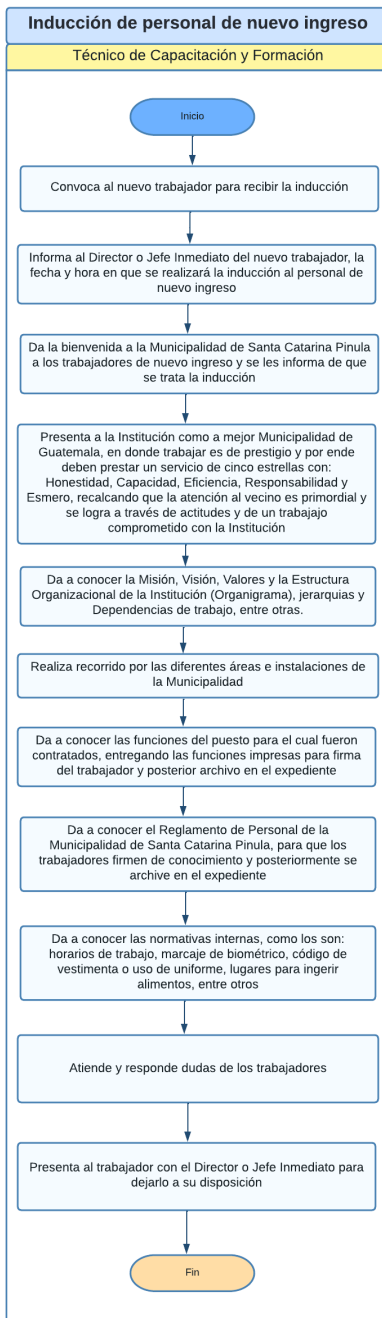 Inducción de personal de nuevo ingreso
Técnico de Capacitación y Formación
Inicio
Convoca al nuevo trabajador para recibir la inducción
Informa al Director o Jefe Inmediato del nuevo trabajador, la
fecha y hora en que se realizará la inducción al personal de
nuevo ingreso
Da la bienvenida a la Municipalidad de Santa Catarina Pinula
a los trabajadores de nuevo ingreso y se les informa de que
se trata la inducción
Presenta a la Institución como a mejor Municipalidad de
Guatemala, en donde trabajar es de prestigio y por ende
deben prestar un servicio de cinco estrellas con:
Honestidad, Capacidad, Eficiencia, Responsabilidad y
Esmero, recalcando que la atención al vecino es primordial y
se logra a través de actitudes y de un trabajajo
comprometido con la Institución
Da a conocer la Misión, Visión, Valores y la Estructura
Organizacional de la Institución (Organigrama), jerarquias y
Dependencias de trabajo, entre otras.
Realiza recorrido por las diferentes áreas e instalaciones de
la Municipalidad
Da a conocer las funciones del puesto para el cual fueron
contratados, entregando las funciones impresas para firma
del trabajador y posterior archivo en el expediente
Da a conocer el Reglamento de Personal de la
Municipalidad de Santa Catarina Pinula, para que los
trabajadores firmen de conocimiento y posteriormente se
archive en el expediente
Da a conocer las normativas internas, como los son:
horarios de trabajo, marcaje de biométrico, código de
vestimenta o uso de uniforme, lugares para ingerir
alimentos, entre otros
Atiende y responde dudas de los trabajadores
Presenta al trabajador con el Director o Jefe Inmediato para
dejarlo a su disposición
Fin